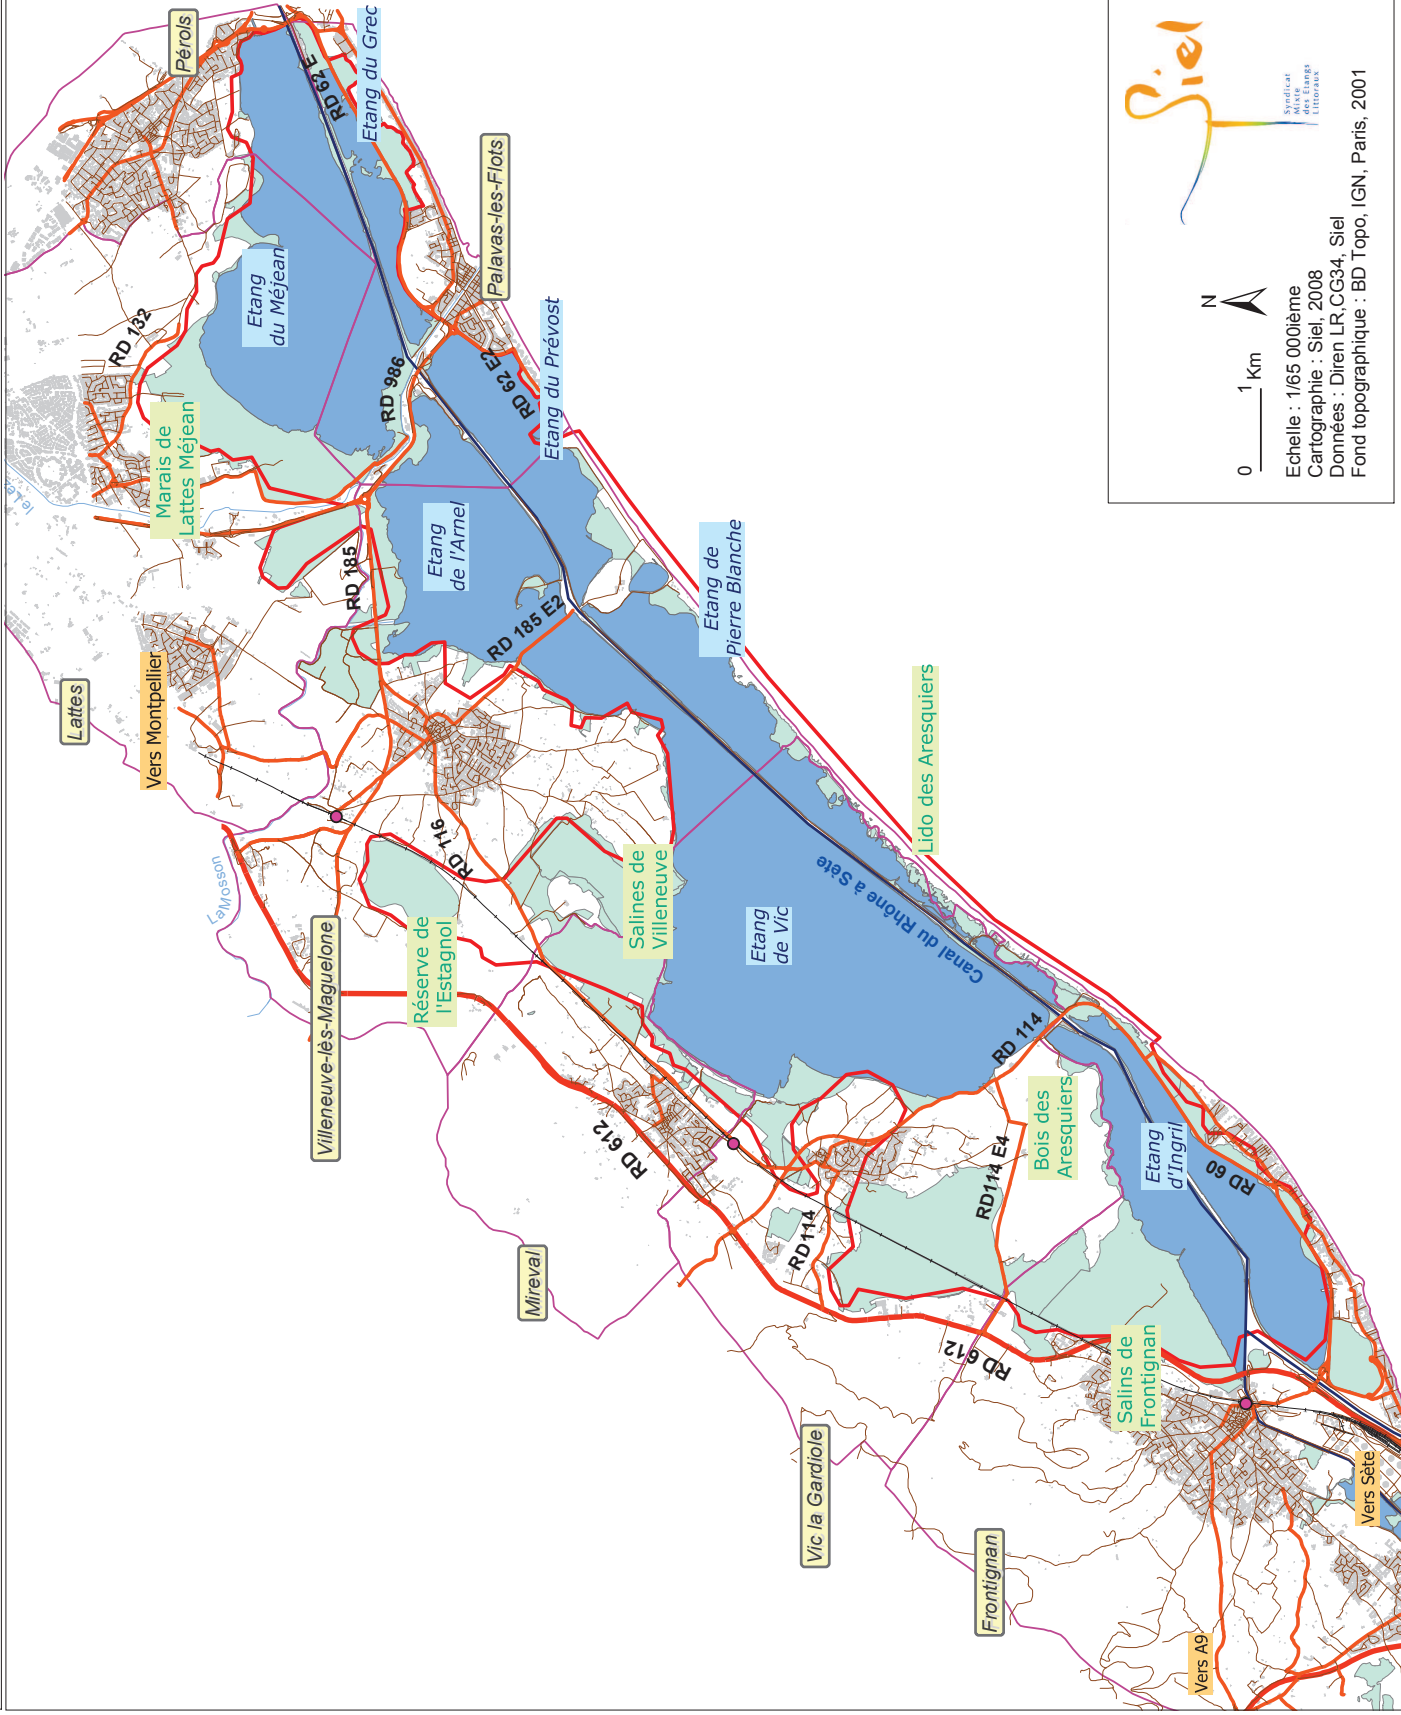 Pérols
RD 62 E
Etang du Grec
Palavas-les-Flots
Etang
du Méjean
RD 132
Etang du Prévost
RD 62 E2
RD 986
Marais de
Lattes Méjean
le Lez
Etang
de l'Arnel
RD 185
RD 185 E2
Etang de
Pierre Blanche
Lattes
Vers Montpellier
Lido des Aresquiers
RD 116
LaMosson
Salines de
Villeneuve
Canal du Rhône à Sète
Etang
de Vic
Villeneuve-lès-Maguelone
Réserve de
l'Estagnol
RD 114
RD 612
Bois des
Aresquiers
RD114 E4
Etang
d'Ingril
RD 60
RD114
Mireval
RD 612
Salins de
Frontignan
Vic la Gardiole
Vers Sète
Frontignan
Vers A9
Siel
Syndicat
Mixte
des Etangs
Littoraux
N
0 1 Km
Echelle : 1/65 000ième
Cartographie : Siel, 2008
Données : Diren LR,CG34, Siel
Fond topographique : BD Topo, IGN, Paris, 2001